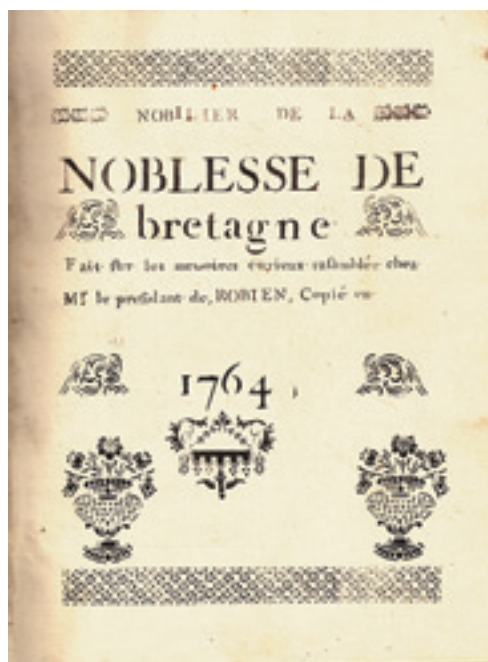 NOBILIER DE LA
NOBLESSE DE
bretagne
Fait sur les memoires curieux rassemblée chez
Mr le presidant de, ROBIEN, Copié en
1764,